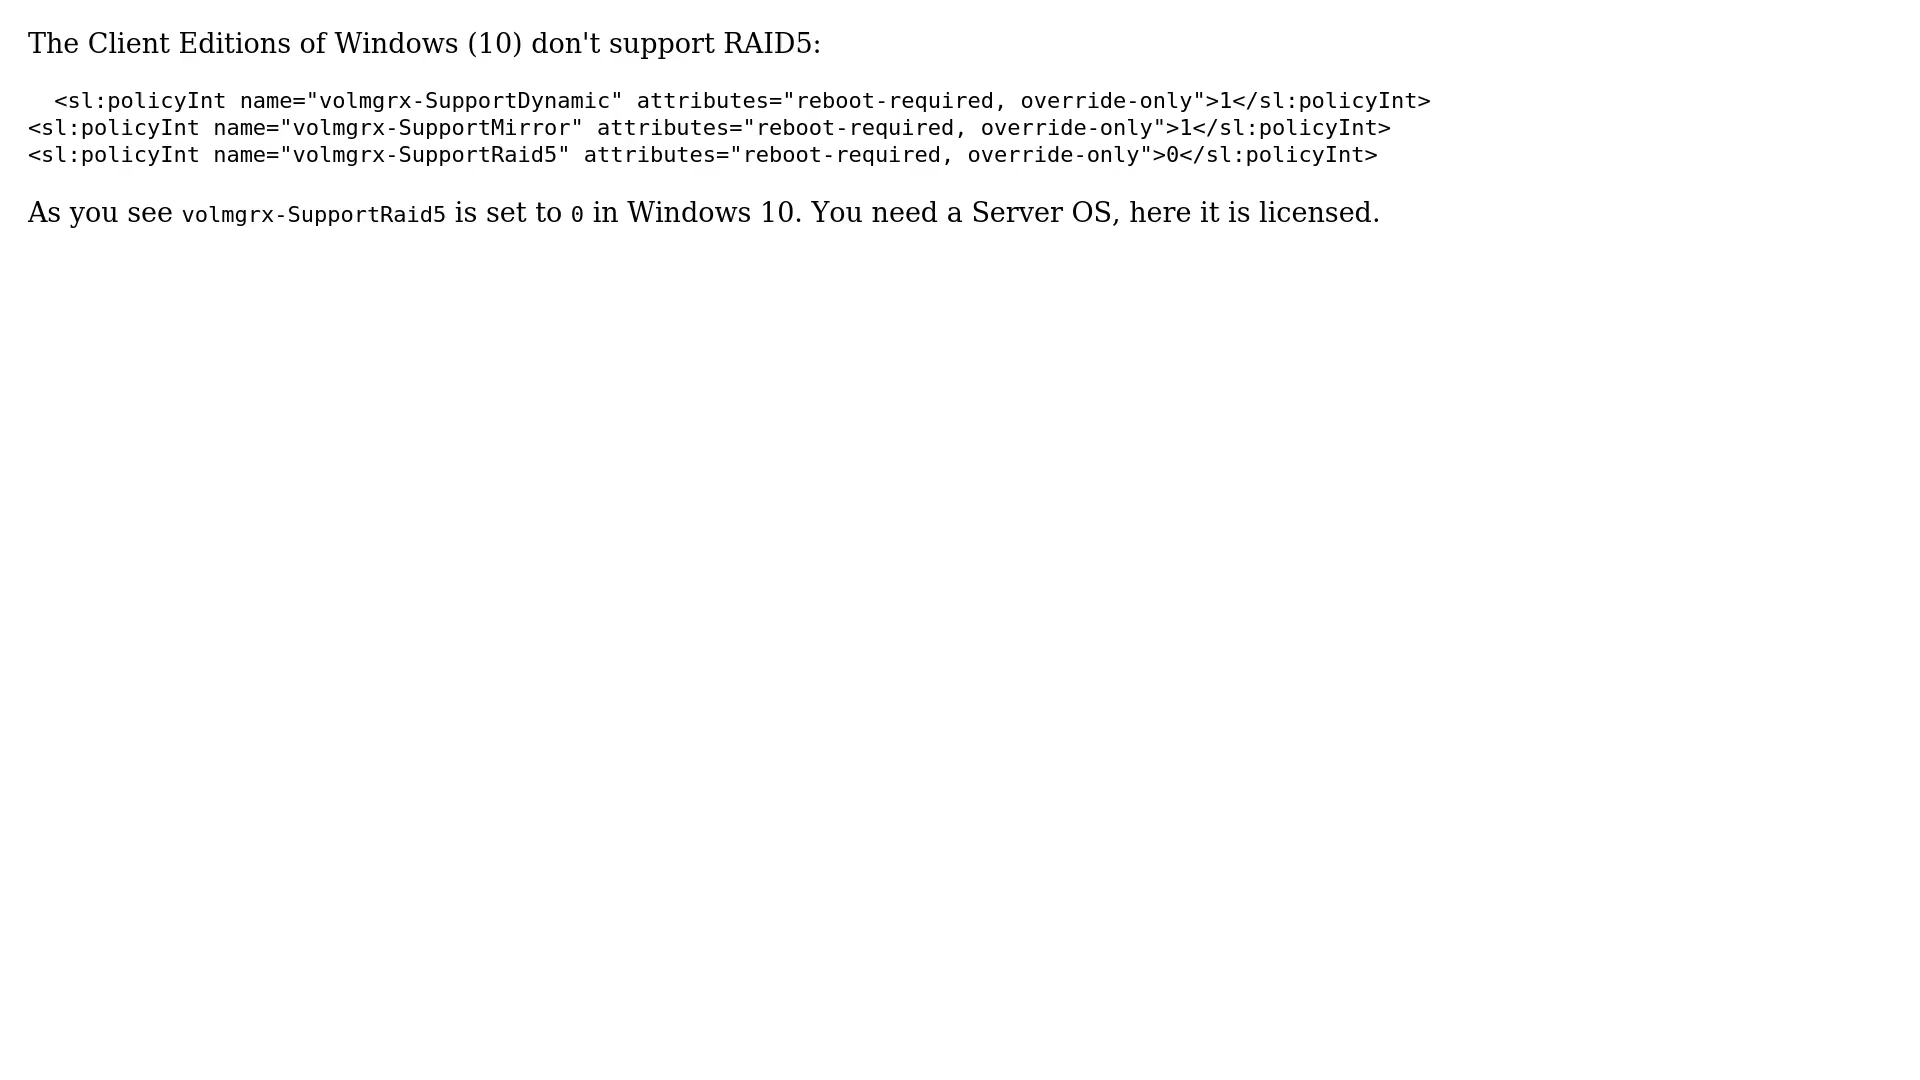 The Client Editions of Windows (10) don't support RAID5:
  <sl:policyInt name="volmgrx-SupportDynamic" attributes="reboot-required, override-only">1</sl:policyInt>
<sl:policyInt name="volmgrx-SupportMirror" attributes="reboot-required, override-only">1</sl:policyInt>
<sl:policyInt name="volmgrx-SupportRaid5" attributes="reboot-required, override-only">0</sl:policyInt>
As you see volmgrx-SupportRaid5 is set to 0 in Windows 10. You need a Server OS, here it is licensed.